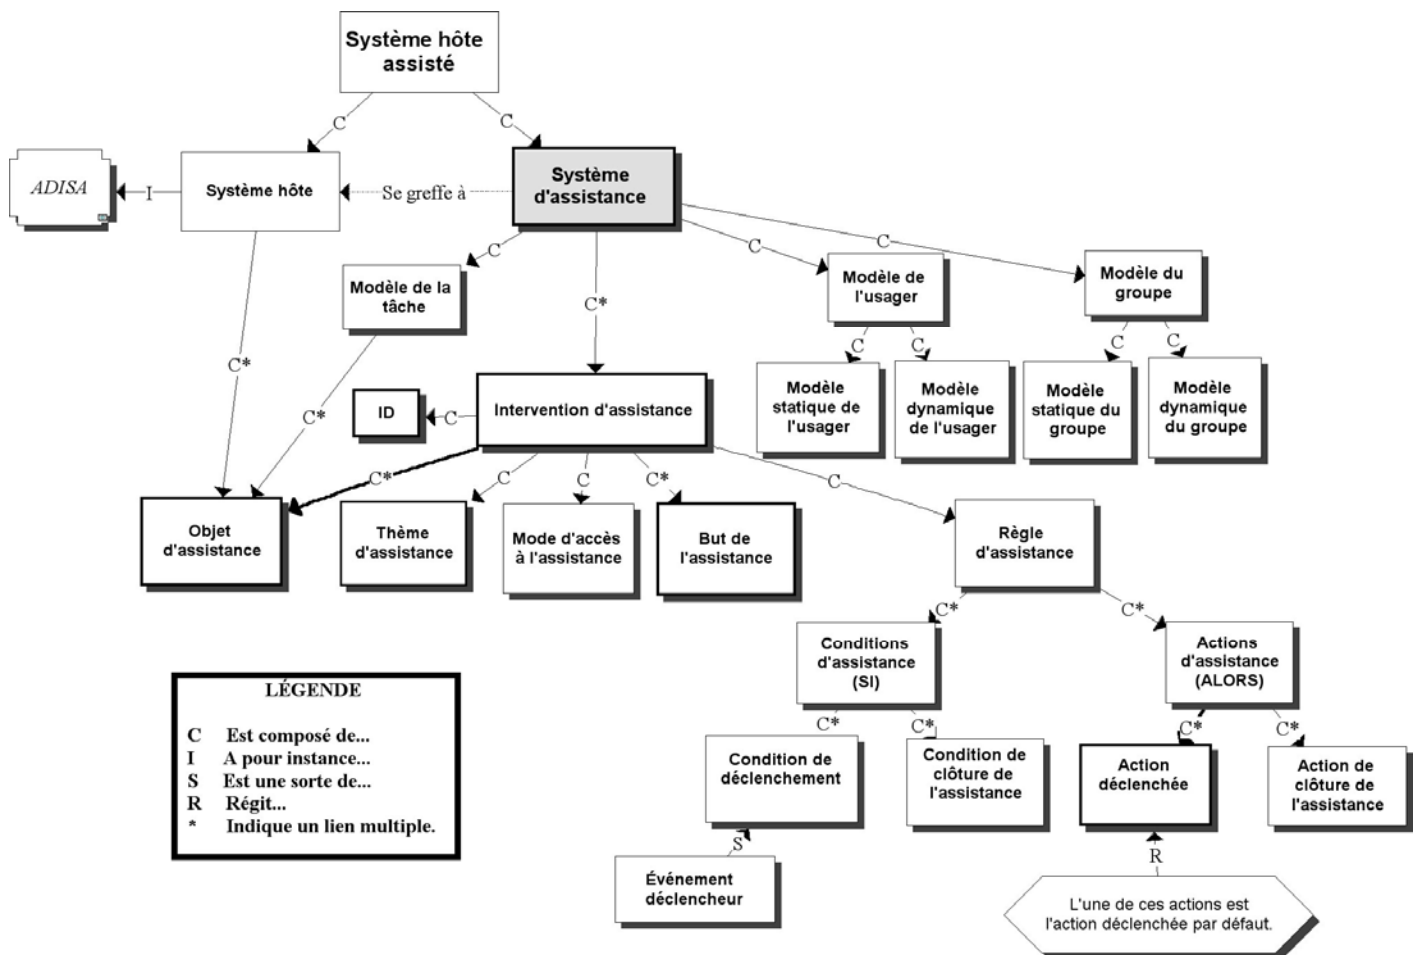 Système hôte
assisté
C
C
ADISA
I
Système hôte
Se greffe à
Système
d'assistance
C
C*
C
C
Modèle de la
tâche
Modèle de
l'usager
Modèle du
groupe
C*
C*
C
C
C
C
Modèle
statique de
l'usager
Modèle
dynamique
de l'usager
Modèle
statique du
groupe
Modèle
dynamique
du groupe
ID
C
Intervention d'assistance
C*
C
C
C*
C
Objet
d'assistance
Thème
d'assistance
Mode d'accès
à l'assistance
But de
l'assistance
Règle
d'assistance
C*
C*
Conditions
d'assistance
(SI)
Actions
d'assistance
(ALORS)
C*
C*
C*
C*
Condition de
déclenchement
Condition de
clôture de
l'assistance
Action
déclenchée
Action de
clôture de
l'assistance
S
R
Événement
déclencheur
L'une de ces actions est
l'action déclenchée par défaut.
LÉGENDE
C Est composé de...
I A pour instance...
S Est une sorte de...
R Régit...
* Indique un lien multiple.